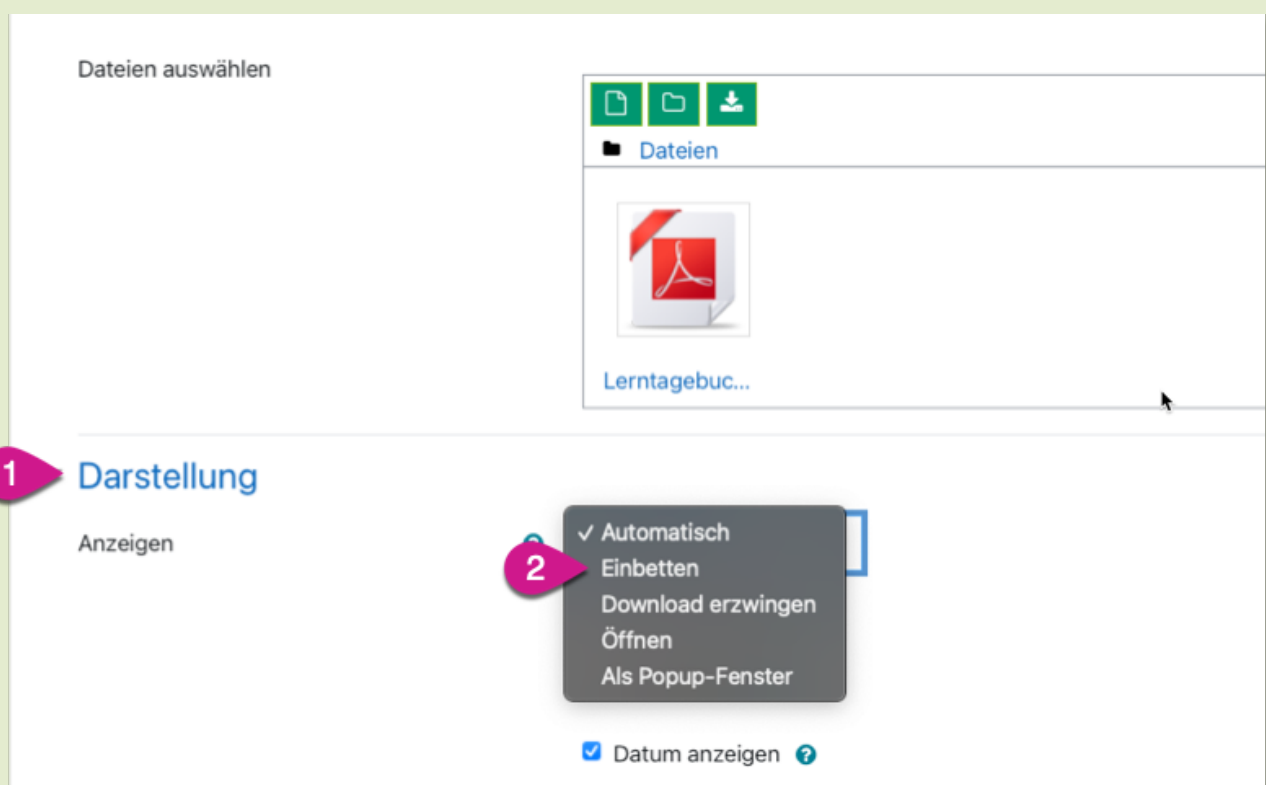 Dateien auswählen
Dateien
Lerntagebuc...
1
Darstellung
Anzeigen
✓ Automatisch
2
Einbetten
Download erzwingen
Öffnen
Als Popup-Fenster
Datum anzeigen ?